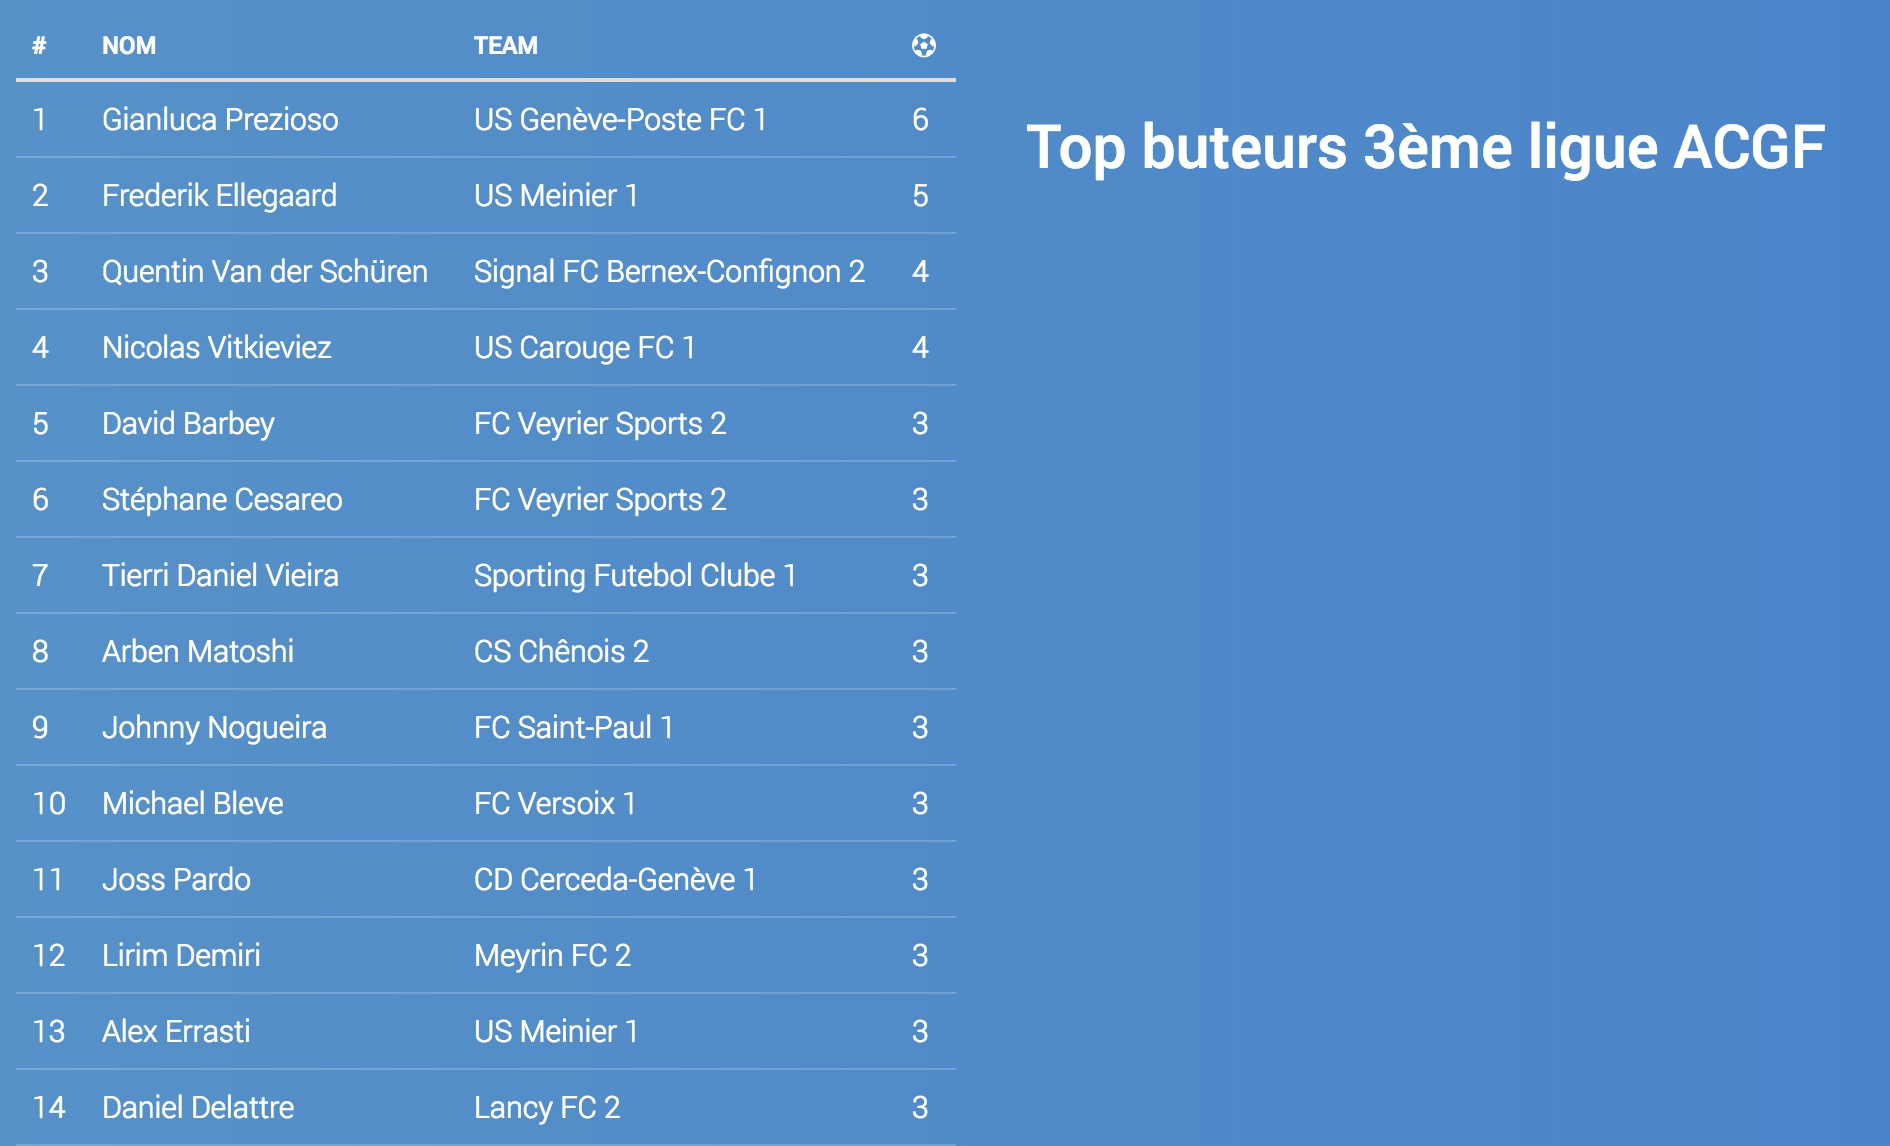 # NOM TEAM
1 Gianluca Prezioso US Genève-Poste FC 1 6
2 Frederik Ellegaard US Meinier 1 5
3 Quentin Van der Schüren Signal FC Bernex-Confignon 2 4
4 Nicolas Vitkieviez US Carouge FC 1 4
5 David Barbey FC Veyrier Sports 2 3
6 Stéphane Cesareo FC Veyrier Sports 2 3
7 Tierri Daniel Vieira Sporting Futebol Clube 1 3
8 Arben Matoshi CS Chênois 2 3
9 Johnny Nogueira FC Saint-Paul 1 3
10 Michael Bleve FC Versoix 1 3
11 Joss Pardo CD Cerceda-Genève 1 3
12 Lirim Demiri Meyrin FC 2 3
13 Alex Errasti US Meinier 1 3
14 Daniel Delattre Lancy FC 2 3
Top buteurs 3ème ligue ACGF